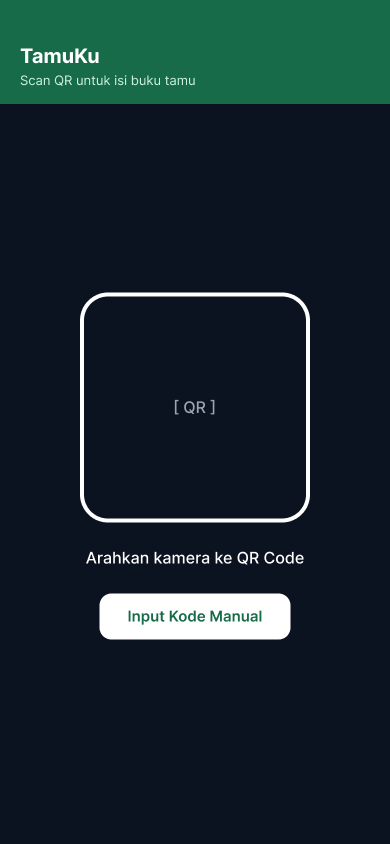 TamuKu
Scan QR untuk isi buku tamu
[ QR ]
Arahkan kamera ke QR Code
Input Kode Manual